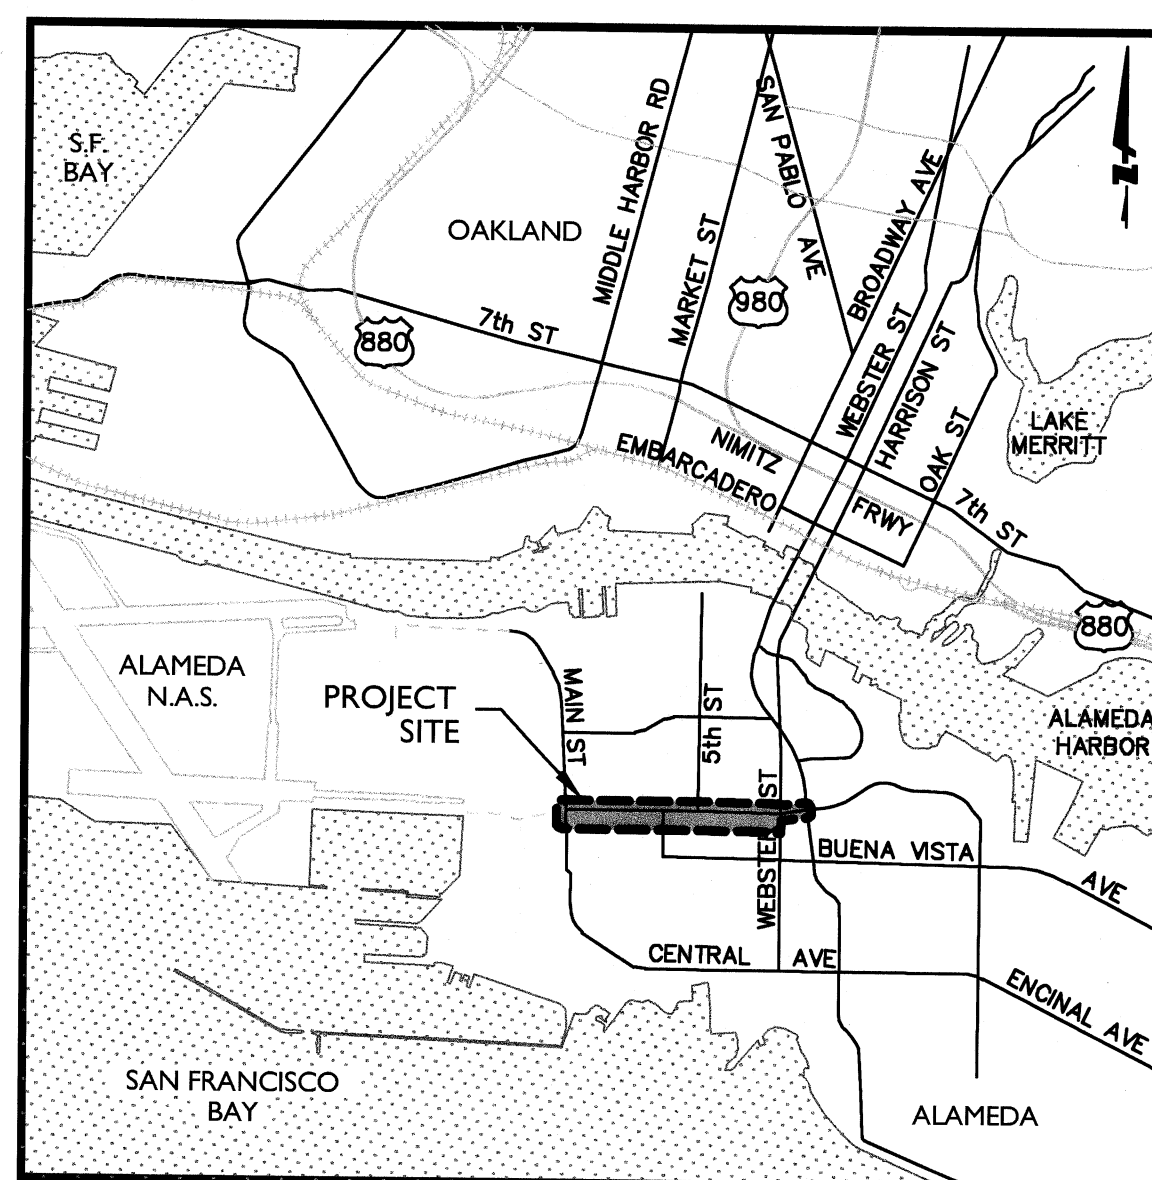 S.F.
BAY
OAKLAND
MIDDLE HARBOR RD
MARKET ST
SAN PABLO
AVE
BROADWAY AVE
N
980
880
7th ST
WEBSTER ST
HARRISON ST
OAK ST
LAKE
MERRITT
NIMITZ
FRWY
EMBARCADERO
7th ST
880
ALAMEDA
N.A.S.
PROJECT
SITE
MAIN ST
5th ST
WEBSTER ST
ALAMEDA
HARBOR
BUENA VISTA
AVE
CENTRAL AVE
ENCINAL AVE
SAN FRANCISCO
BAY
ALAMEDA